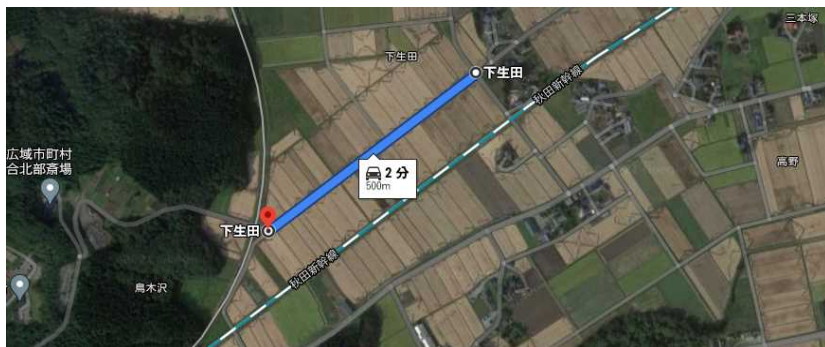 三本塚
下生田
下生田
秋田新幹線
2 分
500m
広域市町村
合北部斎場
高野
下生田
秋田新幹線
鳥木沢